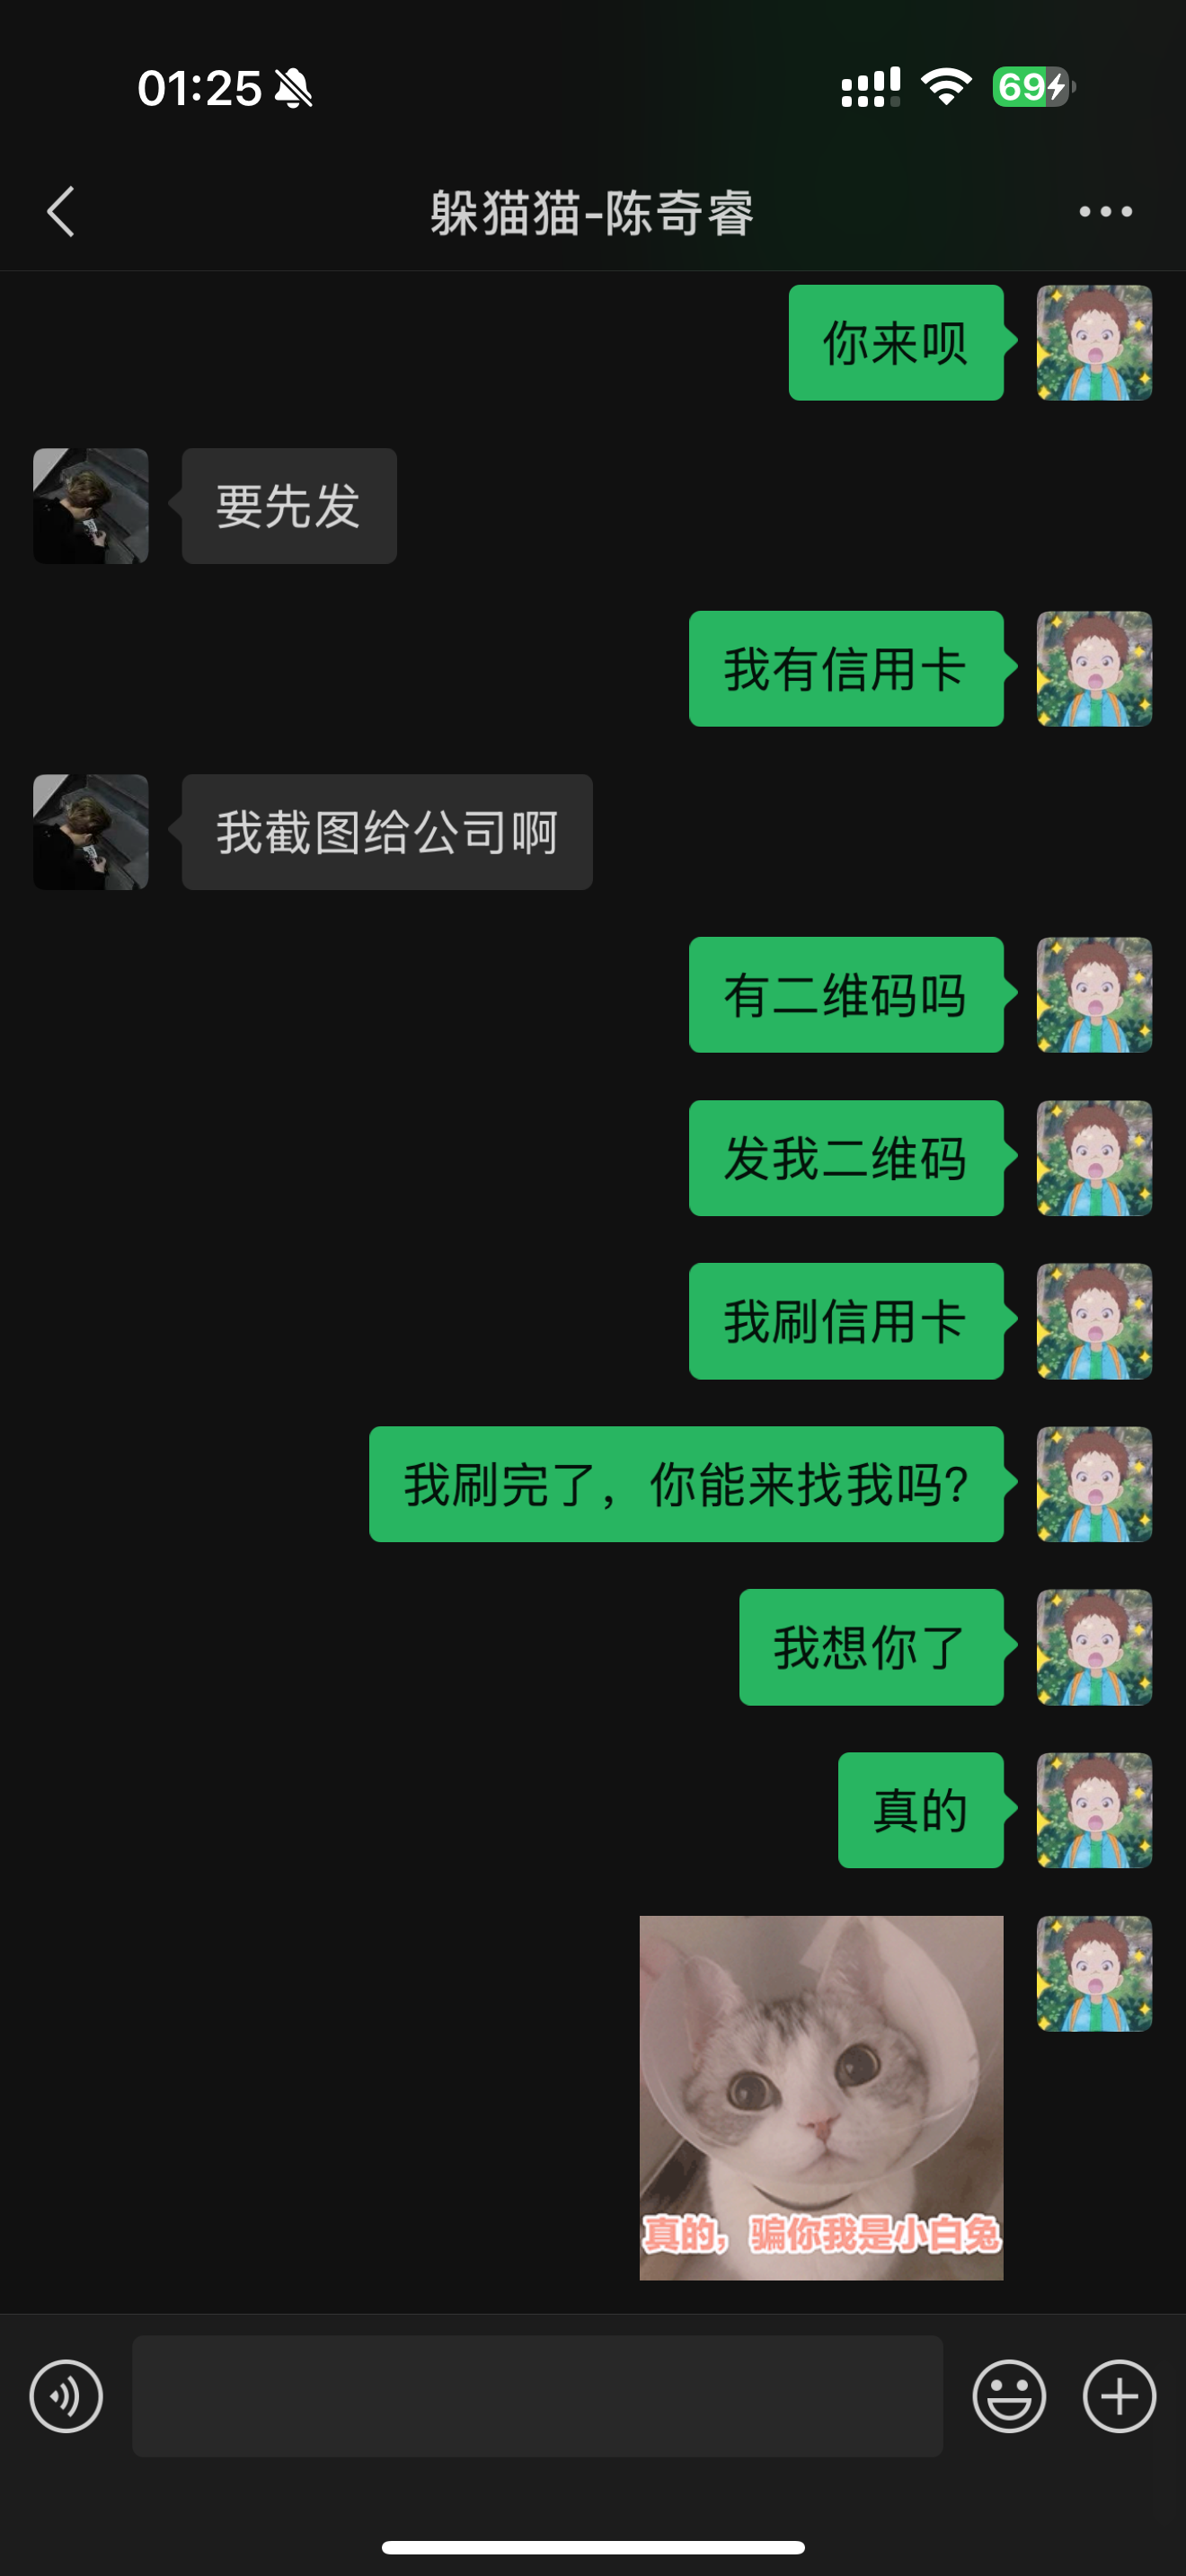 01:25
69
躲猫猫-陈奇睿
你来呗
要先发
我有信用卡
我截图给公司啊
有二维码吗
发我二维码
我刷信用卡
我刷完了，你能来找我吗?
我想你了
真的
真的，骗你我是小白兔